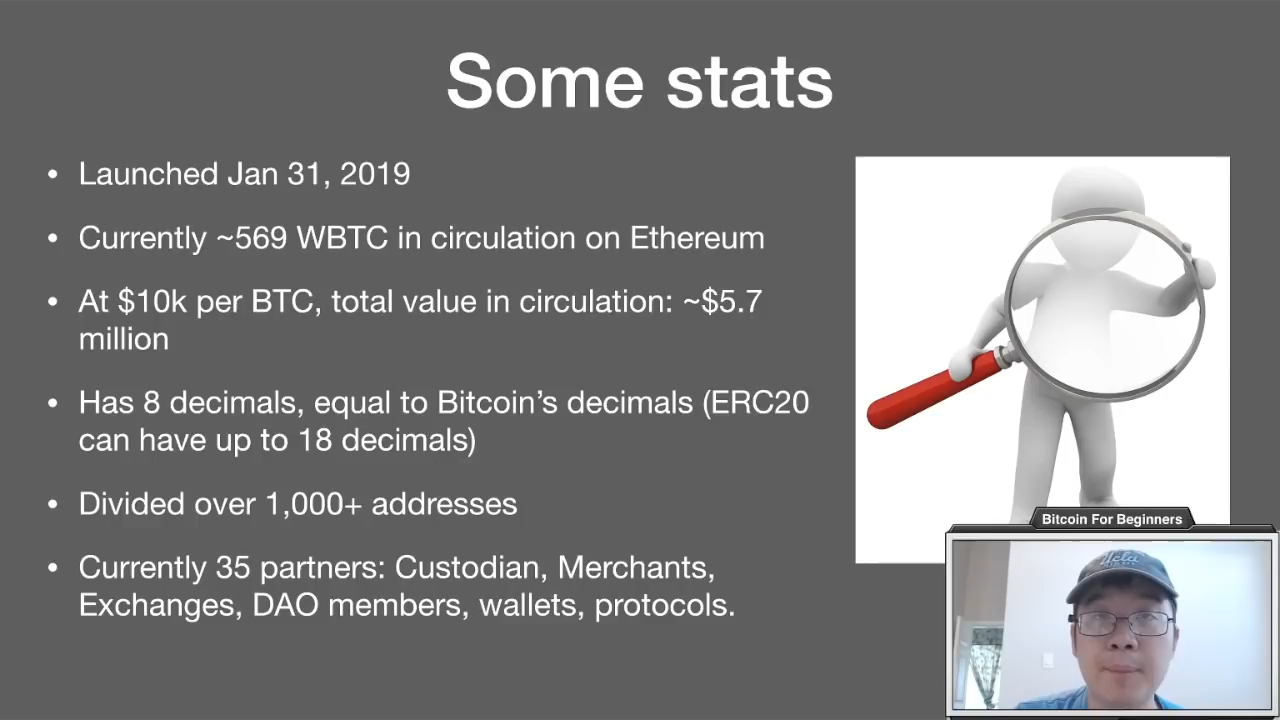 Some stats
• Launched Jan 31, 2019
• Currently ~569 WBTC in circulation on Ethereum
• At $10k per BTC, total value in circulation: ~$5.7
million
• Has 8 decimals, equal to Bitcoin’s decimals (ERC20
can have up to 18 decimals)
• Divided over 1,000+ addresses
• Currently 35 partners: Custodian, Merchants,
Exchanges, DAO members, wallets, protocols.
Bitcoin For Beginners